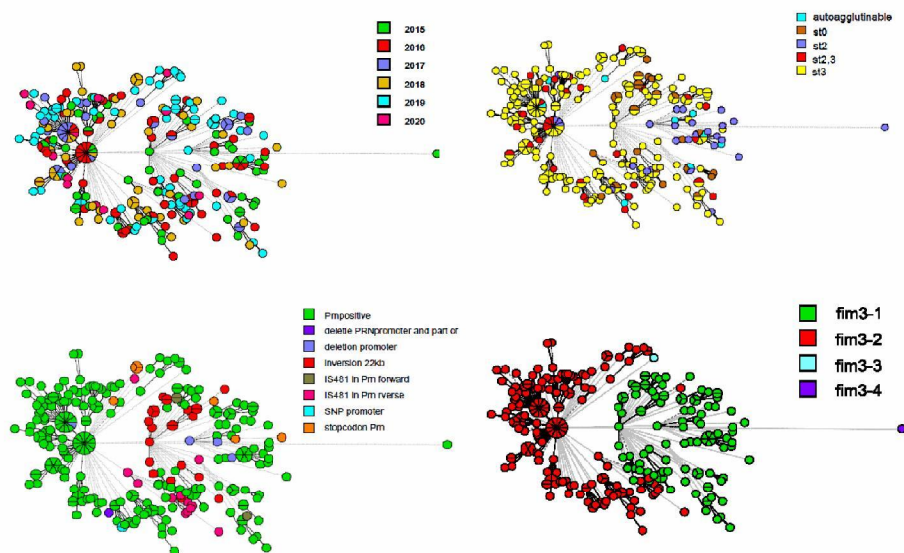 2015
2016
2017
2018
2019
2020
autoagglutinable
st0
st2
st2,3
st3
Prnpositive
deletie PRNpromoter and part of
deletion promoter
inversion 22kb
IS481 in Prn forward
IS481 in Prn rverse
SNP promoter
stopcodon Prn
fim3-1
fim3-2
fim3-3
fim3-4